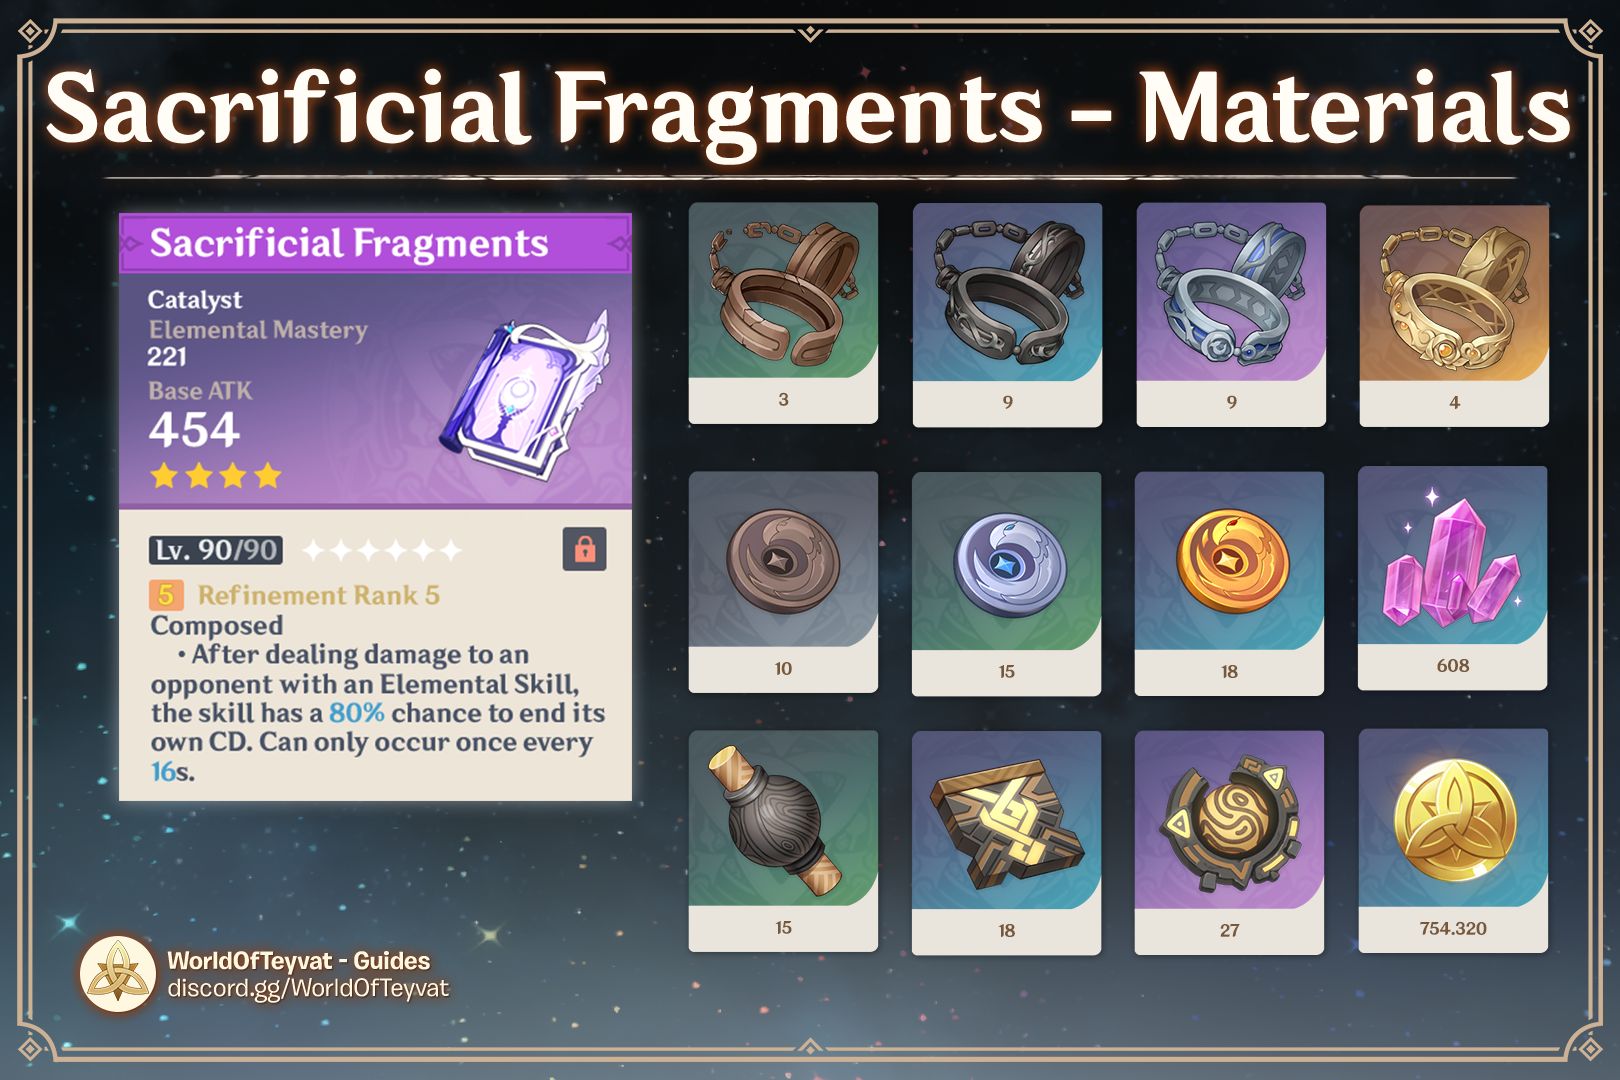 Sacrificial Fragments – Materials
Sacrificial Fragments
Catalyst
Elemental Mastery
221
Base ATK
454
Lv. 90/90
5 Refinement Rank 5
Composed
• After dealing damage to an
opponent with an Elemental Skill,
the skill has a 80% chance to end its
own CD. Can only occur once every
16s.
3
9
9
4
10
15
18
608
15
18
27
754.320
WorldOfTeyvat - Guides
discord.gg/WorldOfTeyvat